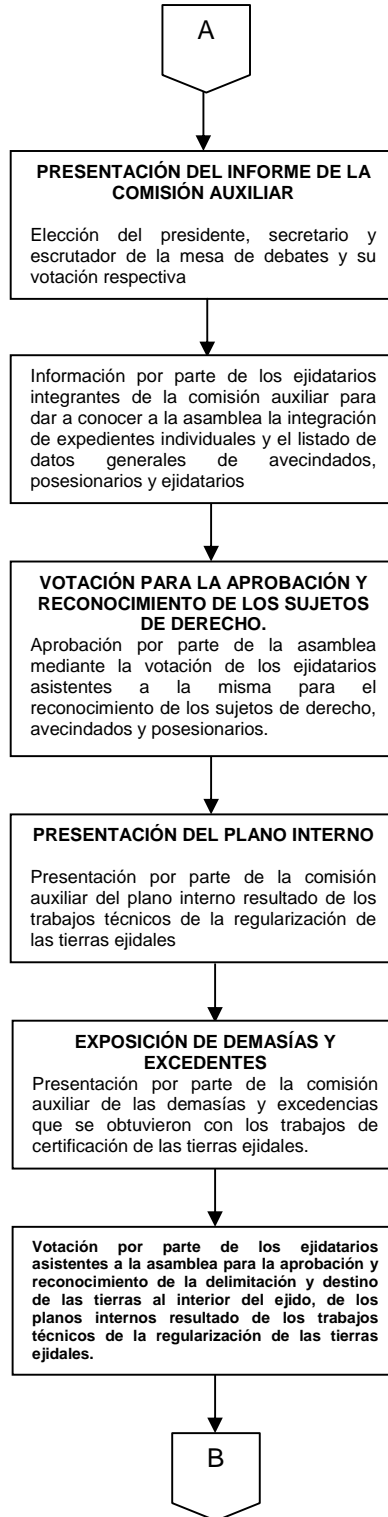 A
PRESENTACIÓN DEL INFORME DE LA
COMISIÓN AUXILIAR
Elección del presidente, secretario y
escrutador de la mesa de debates y su
votación respectiva
Información por parte de los ejidatarios
integrantes de la comisión auxiliar para
dar a conocer a la asamblea la integración
de expedientes individuales y el listado de
datos generales de avecindados,
posesionarios y ejidatarios
VOTACIÓN PARA LA APROBACIÓN Y
RECONOCIMIENTO DE LOS SUJETOS
DE DERECHO.
Aprobación por parte de la asamblea
mediante la votación de los ejidatarios
asistentes a la misma para el
reconocimiento de los sujetos de derecho,
avecindados y posesionarios.
PRESENTACIÓN DEL PLANO INTERNO
Presentación por parte de la comisión
auxiliar del plano interno resultado de los
trabajos técnicos de la regularización de
las tierras ejidales
EXPOSICIÓN DE DEMASÍAS Y
EXCEDENTES
Presentación por parte de la comisión
auxiliar de las demasías y excedencias
que se obtuvieron con los trabajos de
certificación de las tierras ejidales.
Votación por parte de los ejidatarios
asistentes a la asamblea para la aprobación
y reconocimiento de la delimitación y destino
de las tierras al interior del ejido, de los
planos internos resultado de los trabajos
técnicos de la regularización de las tierras
ejidales.
B